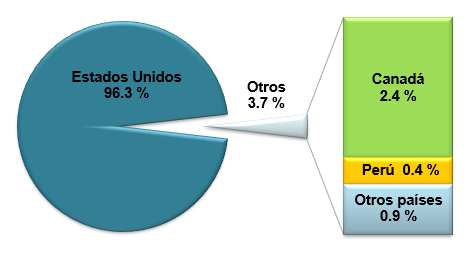 Estados Unidos
96.3 %
Otros
3.7 %
Canadá
2.4 %
Perú  0.4 %
Otros países
0.9 %